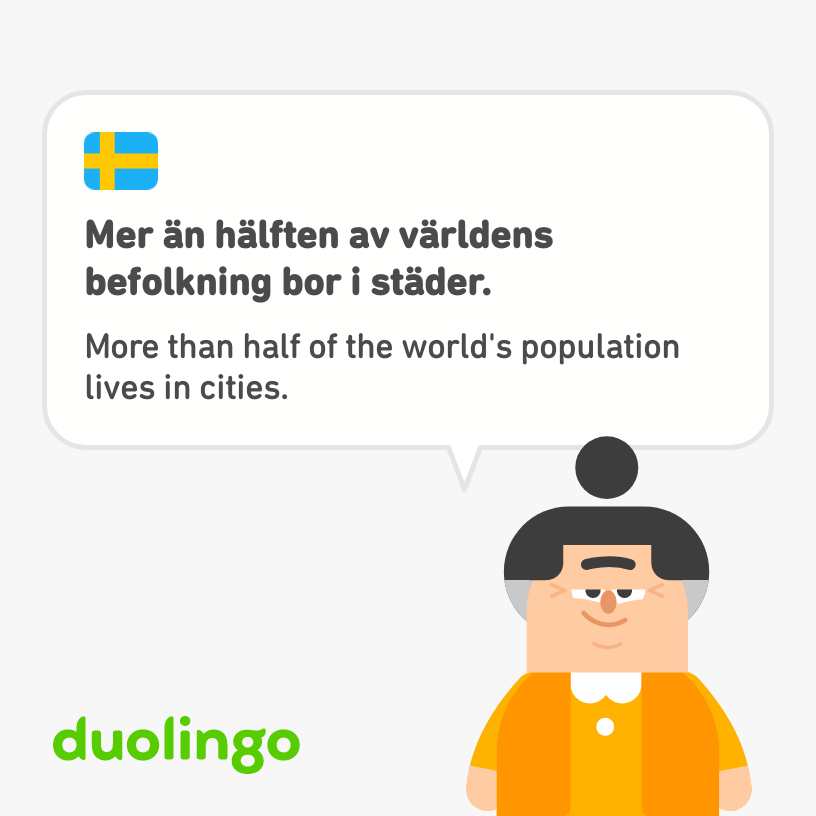 Mer än hälften av världens
befolkning bor i städer.
More than half of the world's population
lives in cities.
duolingo